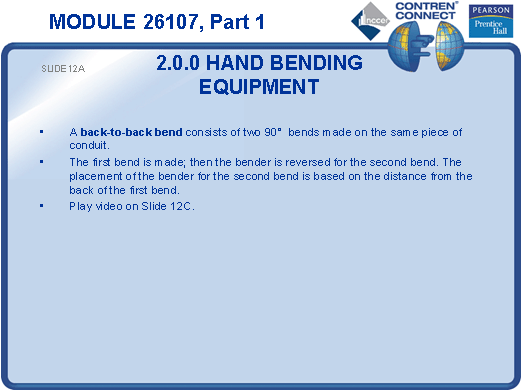 MODULE 26107, Part 1
nccer
CONTREN®
CONNECT
PEARSON
Prentice
Hall
SLIDE 12A
2.0.0 HAND BENDING
EQUIPMENT
• A back-to-back bend consists of two 90° bends made on the same piece of
conduit.
• The first bend is made; then the bender is reversed for the second bend. The
placement of the bender for the second bend is based on the distance from the
back of the first bend.
• Play video on Slide 12C.